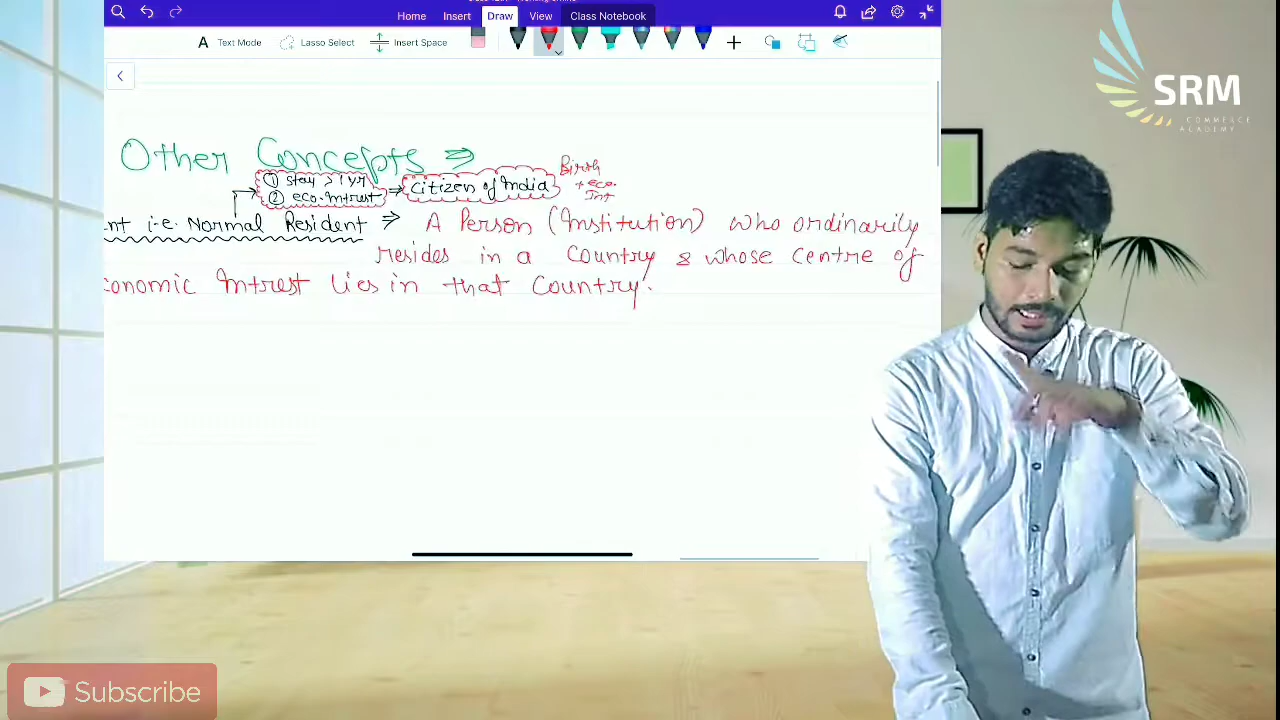 Home Insert Draw View Class Notebook
A Text Mode Lasso Select Insert Space
SRM
COMMERCE
ACADEMY
Other Concepts ⇒
① stay > 1 yr
② eco. intrest
⇒ Citizen of India
Birth
+ eco.
Int
nt i.e. Normal Resident ⇒ A Person (Institution) who ordinarily
resides in a Country & whose centre of
conomic Intrest Lies in that Country.
Subscribe